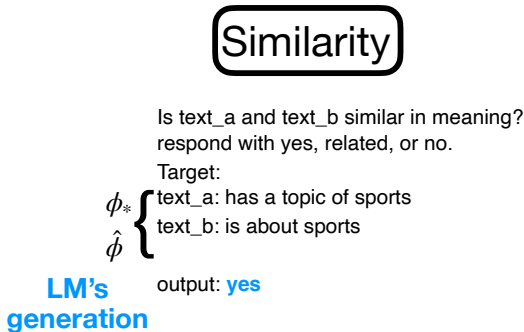 Similarity
Is text_a and text_b similar in meaning?
respond with yes, related, or no.
Target:
ϕ* { text_a: has a topic of sports
ϕ̂ text_b: is about sports
LM's output: yes
generation